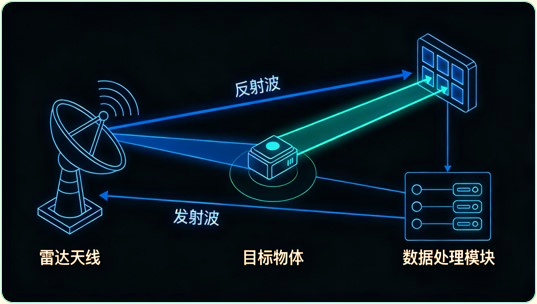 反射波
发射波
雷达天线
目标物体
数据处理模块